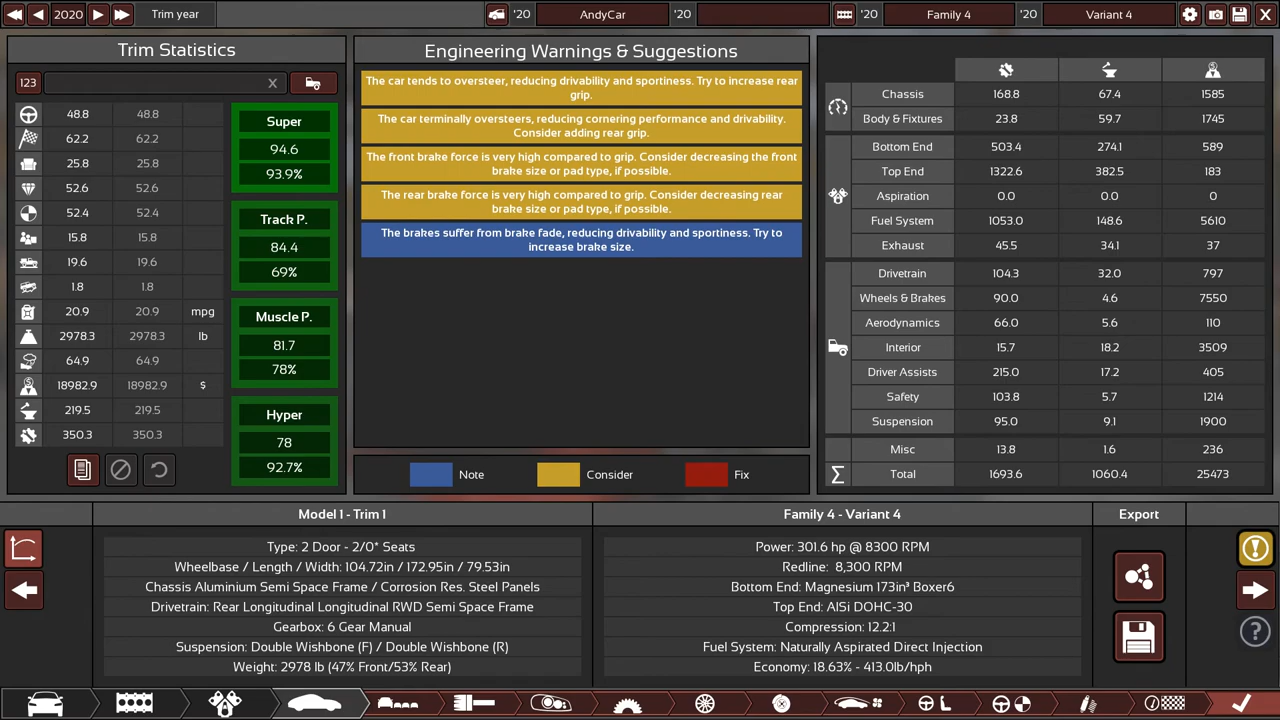 2020 Trim year '20 AndyCar '20 '20 Family 4 '20 Variant 4
Trim Statistics
123 x
48.8 48.8
62.2 62.2
25.8 25.8
52.6 52.6
52.4 52.4
15.8 15.8
19.6 19.6
1.8 1.8
20.9 20.9 mpg
2978.3 2978.3 lb
64.9 64.9
18982.9 18982.9 $
219.5 219.5
350.3 350.3
Super
94.6
93.9%
Track P.
84.4
69%
Muscle P.
81.7
78%
Hyper
78
92.7%
Engineering Warnings & Suggestions
The car tends to oversteer, reducing drivability and sportiness. Try to increase rear
grip.
The car terminally oversteers, reducing cornering performance and drivability.
Consider adding rear grip.
The front brake force is very high compared to grip. Consider decreasing the front
brake size or pad type, if possible.
The rear brake force is very high compared to grip. Consider decreasing rear
brake size or pad type, if possible.
The brakes suffer from brake fade, reducing drivability and sportiness. Try to
increase brake size.
Note Consider Fix
Chassis 168.8 67.4 1585
Body & Fixtures 23.8 59.7 1745
Bottom End 503.4 274.1 589
Top End 1322.6 382.5 183
Aspiration 0.0 0.0 0
Fuel System 1053.0 148.6 5610
Exhaust 45.5 34.1 37
Drivetrain 104.3 32.0 797
Wheels & Brakes 90.0 4.6 7550
Aerodynamics 66.0 5.6 110
Interior 15.7 18.2 3509
Driver Assists 215.0 17.2 405
Safety 103.8 5.7 1214
Suspension 95.0 9.1 1900
Misc 13.8 1.6 236
Σ Total 1693.6 1060.4 25473
Model 1 - Trim 1
Type: 2 Door - 2/0* Seats
Wheelbase / Length / Width: 104.72in / 172.95in / 79.53in
Chassis Aluminium Semi Space Frame / Corrosion Res. Steel Panels
Drivetrain: Rear Longitudinal Longitudinal RWD Semi Space Frame
Gearbox: 6 Gear Manual
Suspension: Double Wishbone (F) / Double Wishbone (R)
Weight: 2978 lb (47% Front/53% Rear)
Family 4 - Variant 4
Power: 301.6 hp @ 8300 RPM
Redline: 8,300 RPM
Bottom End: Magnesium 173in³ Boxer6
Top End: AlSi DOHC-30
Compression: 12.2:1
Fuel System: Naturally Aspirated Direct Injection
Economy: 18.63% - 413.0lb/hph
Export
?